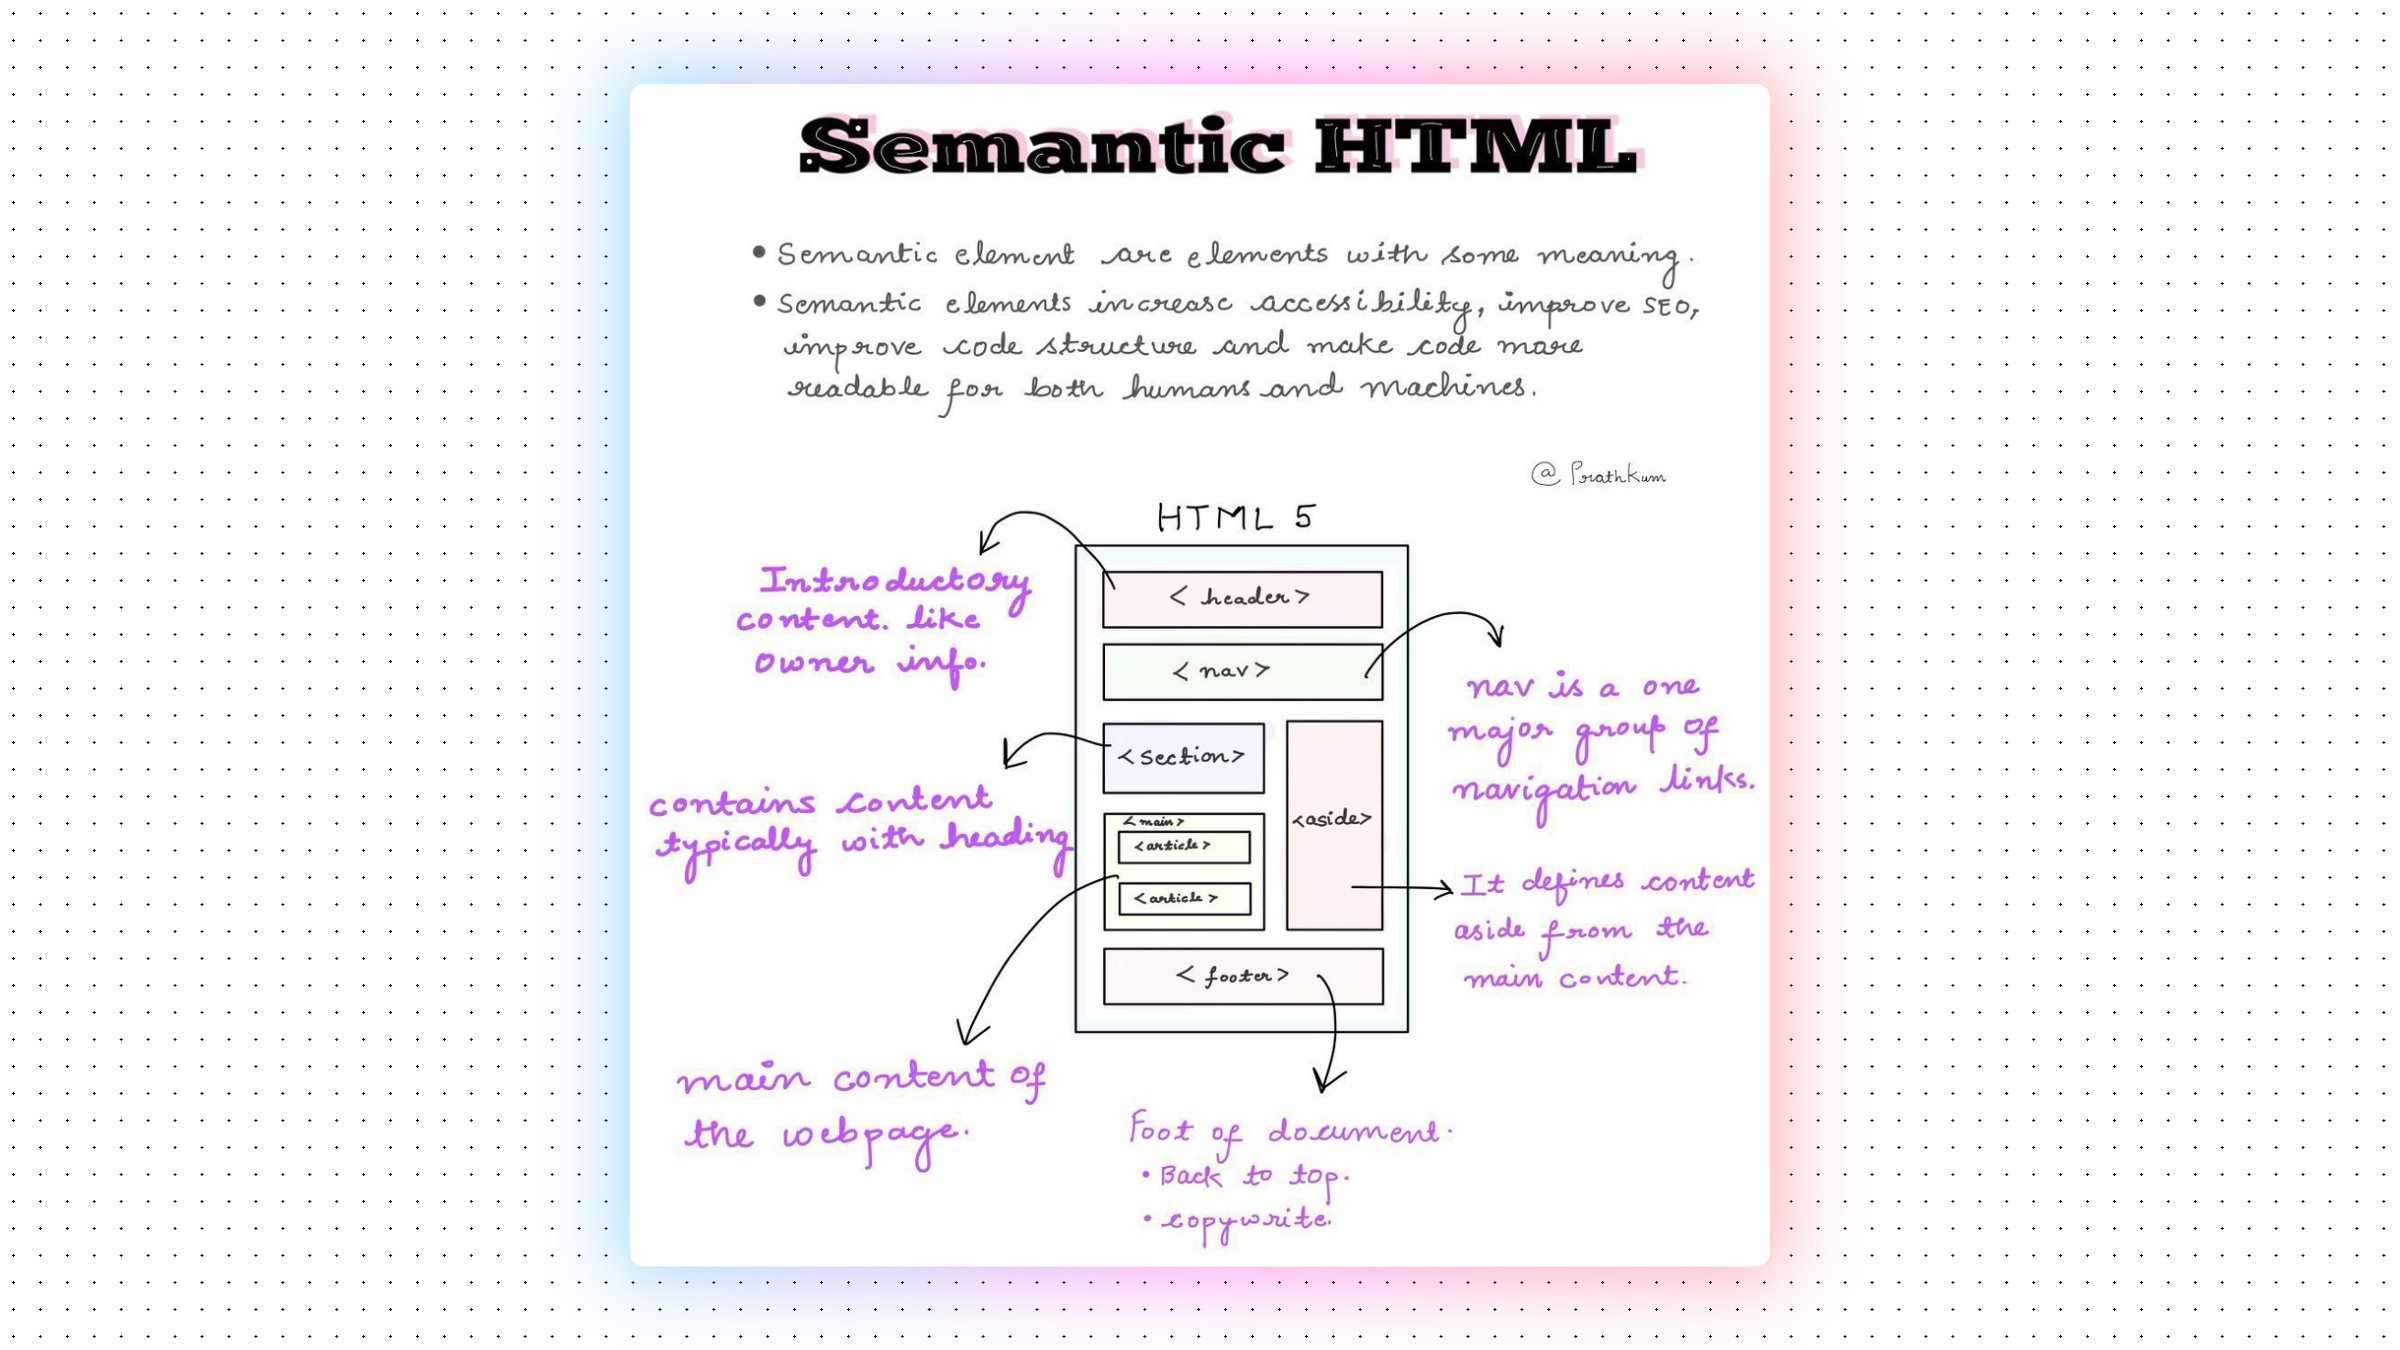 Semantic HTML
• Semantic element are elements with some meaning.
• Semantic elements increase accessibility, improve SEO,
improve code structure and make code more
readable for both humans and machines.
@PrathKum
HTML 5
Introductory
content. like
owner info.
< header >
< nav >
nav is a one
major group of
navigation links.
< section >
contains content
typically with heading
< main >
< article >
< article >
<aside>
It defines content
aside from the
main content.
< footer >
main content of
the webpage.
Foot of document.
• Back to top.
• copywrite.